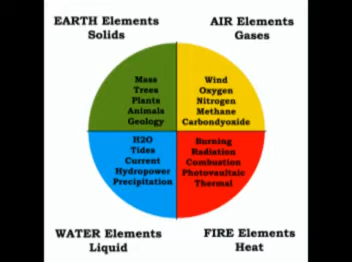 EARTH Elements
Solids
AIR Elements
Gases
Mass
Trees
Plants
Animals
Geology
Wind
Oxygen
Nitrogen
Methane
Carbondyoxide
H2O
Tides
Current
Hydropower
Precipitation
Burning
Radiation
Combustion
Photovaultaic
Thermal
WATER Elements
Liquid
FIRE Elements
Heat